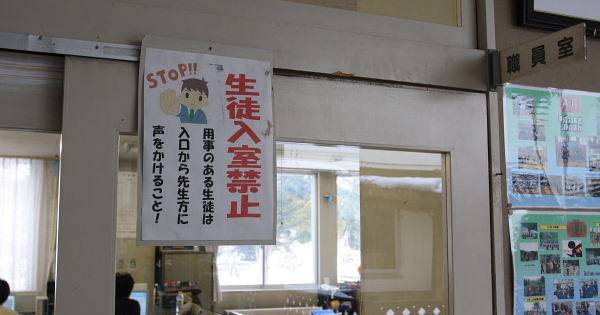 STOP!!
生徒入室禁止
用事のある生徒は
入口から先生方に
声をかけること！
職員室